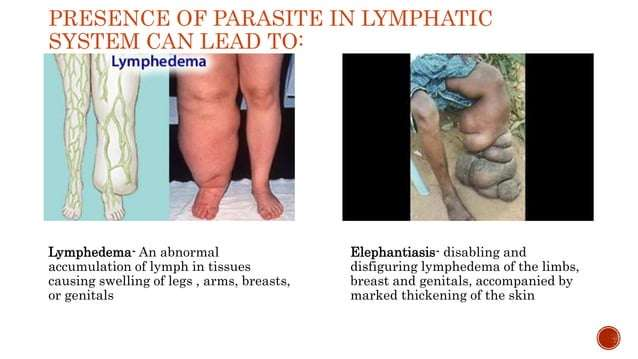 PRESENCE OF PARASITE IN LYMPHATIC
SYSTEM CAN LEAD TO:
Lymphedema
Lymphedema- An abnormal
accumulation of lymph in tissues
causing swelling of legs , arms, breasts,
or genitals
Elephantiasis- disabling and
disfiguring lymphedema of the limbs,
breast and genitals, accompanied by
marked thickening of the skin